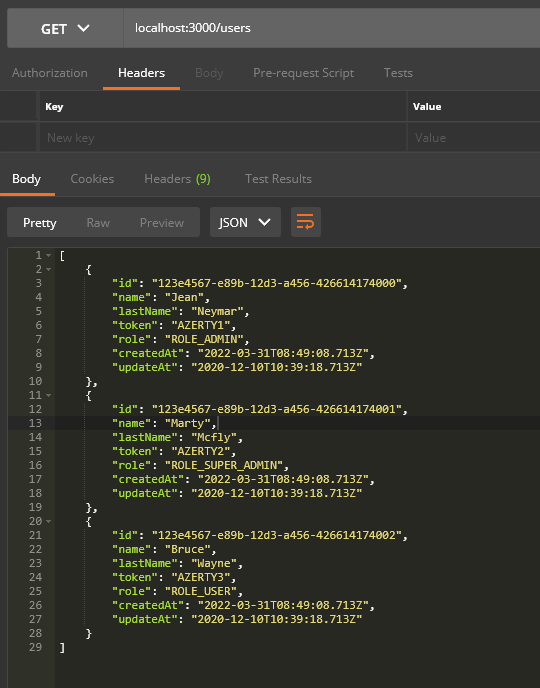 GET localhost:3000/users
Authorization Headers Body Pre-request Script Tests
Key Value
New key Value
Body Cookies Headers (9) Test Results
Pretty Raw Preview JSON
1 [
2 {
3 "id": "123e4567-e89b-12d3-a456-426614174000",
4 "name": "Jean",
5 "lastName": "Neymar",
6 "token": "AZERTY1",
7 "role": "ROLE_ADMIN",
8 "createdAt": "2022-03-31T08:49:08.713Z",
9 "updateAt": "2020-12-10T10:39:18.713Z"
10 },
11 {
12 "id": "123e4567-e89b-12d3-a456-426614174001",
13 "name": "Marty",
14 "lastName": "Mcfly",
15 "token": "AZERTY2",
16 "role": "ROLE_SUPER_ADMIN",
17 "createdAt": "2022-03-31T08:49:08.713Z",
18 "updateAt": "2020-12-10T10:39:18.713Z"
19 },
20 {
21 "id": "123e4567-e89b-12d3-a456-426614174002",
22 "name": "Bruce",
23 "lastName": "Wayne",
24 "token": "AZERTY3",
25 "role": "ROLE_USER",
26 "createdAt": "2022-03-31T08:49:08.713Z",
27 "updateAt": "2020-12-10T10:39:18.713Z"
28 }
29 ]